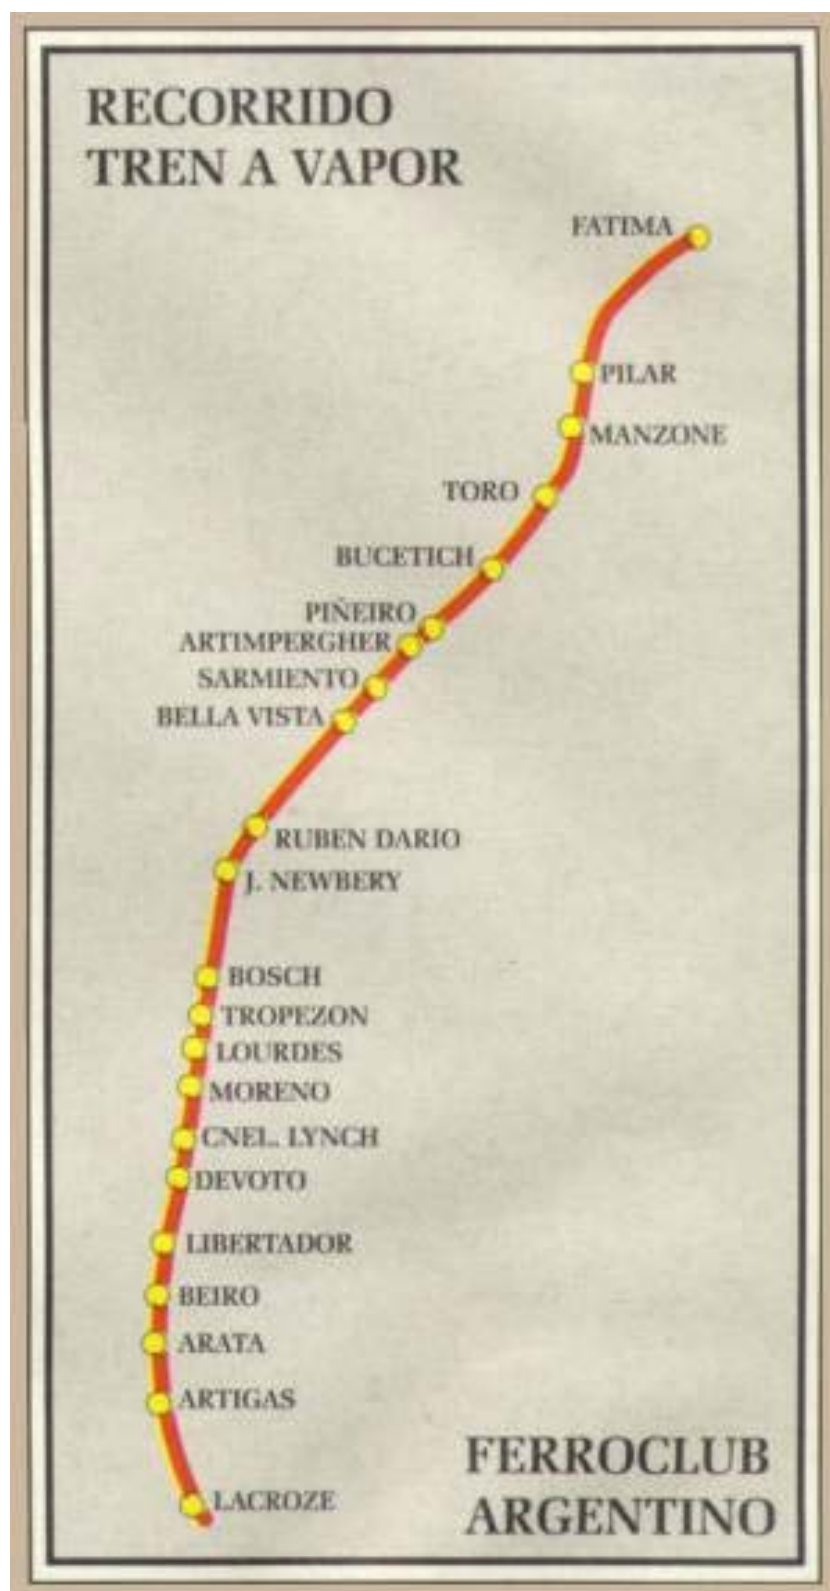 RECORRIDO
TREN A VAPOR
FATIMA
PILAR
MANZONE
TORO
BUCETICH
PIÑEIRO
ARTIMPERGHER
SARMIENTO
BELLA VISTA
RUBEN DARIO
J. NEWBERY
BOSCH
TROPEZON
LOURDES
MORENO
CNEL. LYNCH
DEVOTO
LIBERTADOR
BEIRO
ARATA
ARTIGAS
LACROZE
FERROCLUB
ARGENTINO